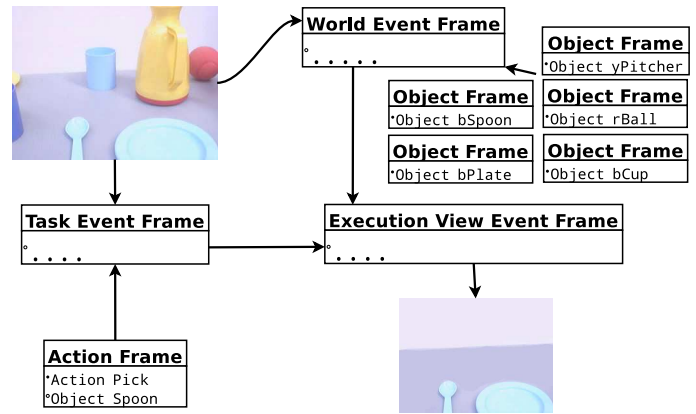 World Event Frame
° . . . . .
Object Frame
•Object yPitcher
Object Frame
•Object bSpoon
Object Frame
•Object rBall
Object Frame
•Object bPlate
Object Frame
•Object bCup
Task Event Frame
° . . . .
Execution View Event Frame
° . . . .
Action Frame
•Action Pick
°Object Spoon